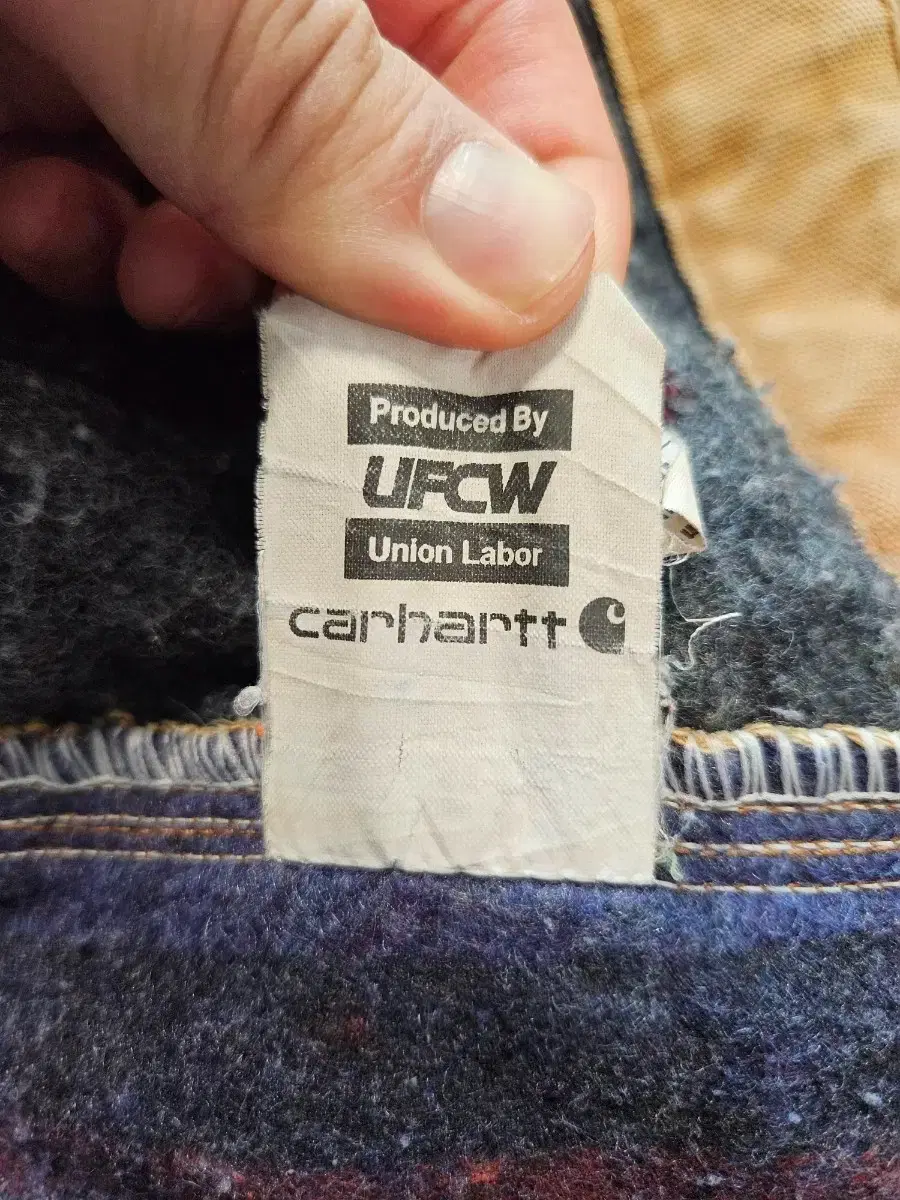 Produced By
UFCW
Union Labor
carhartt